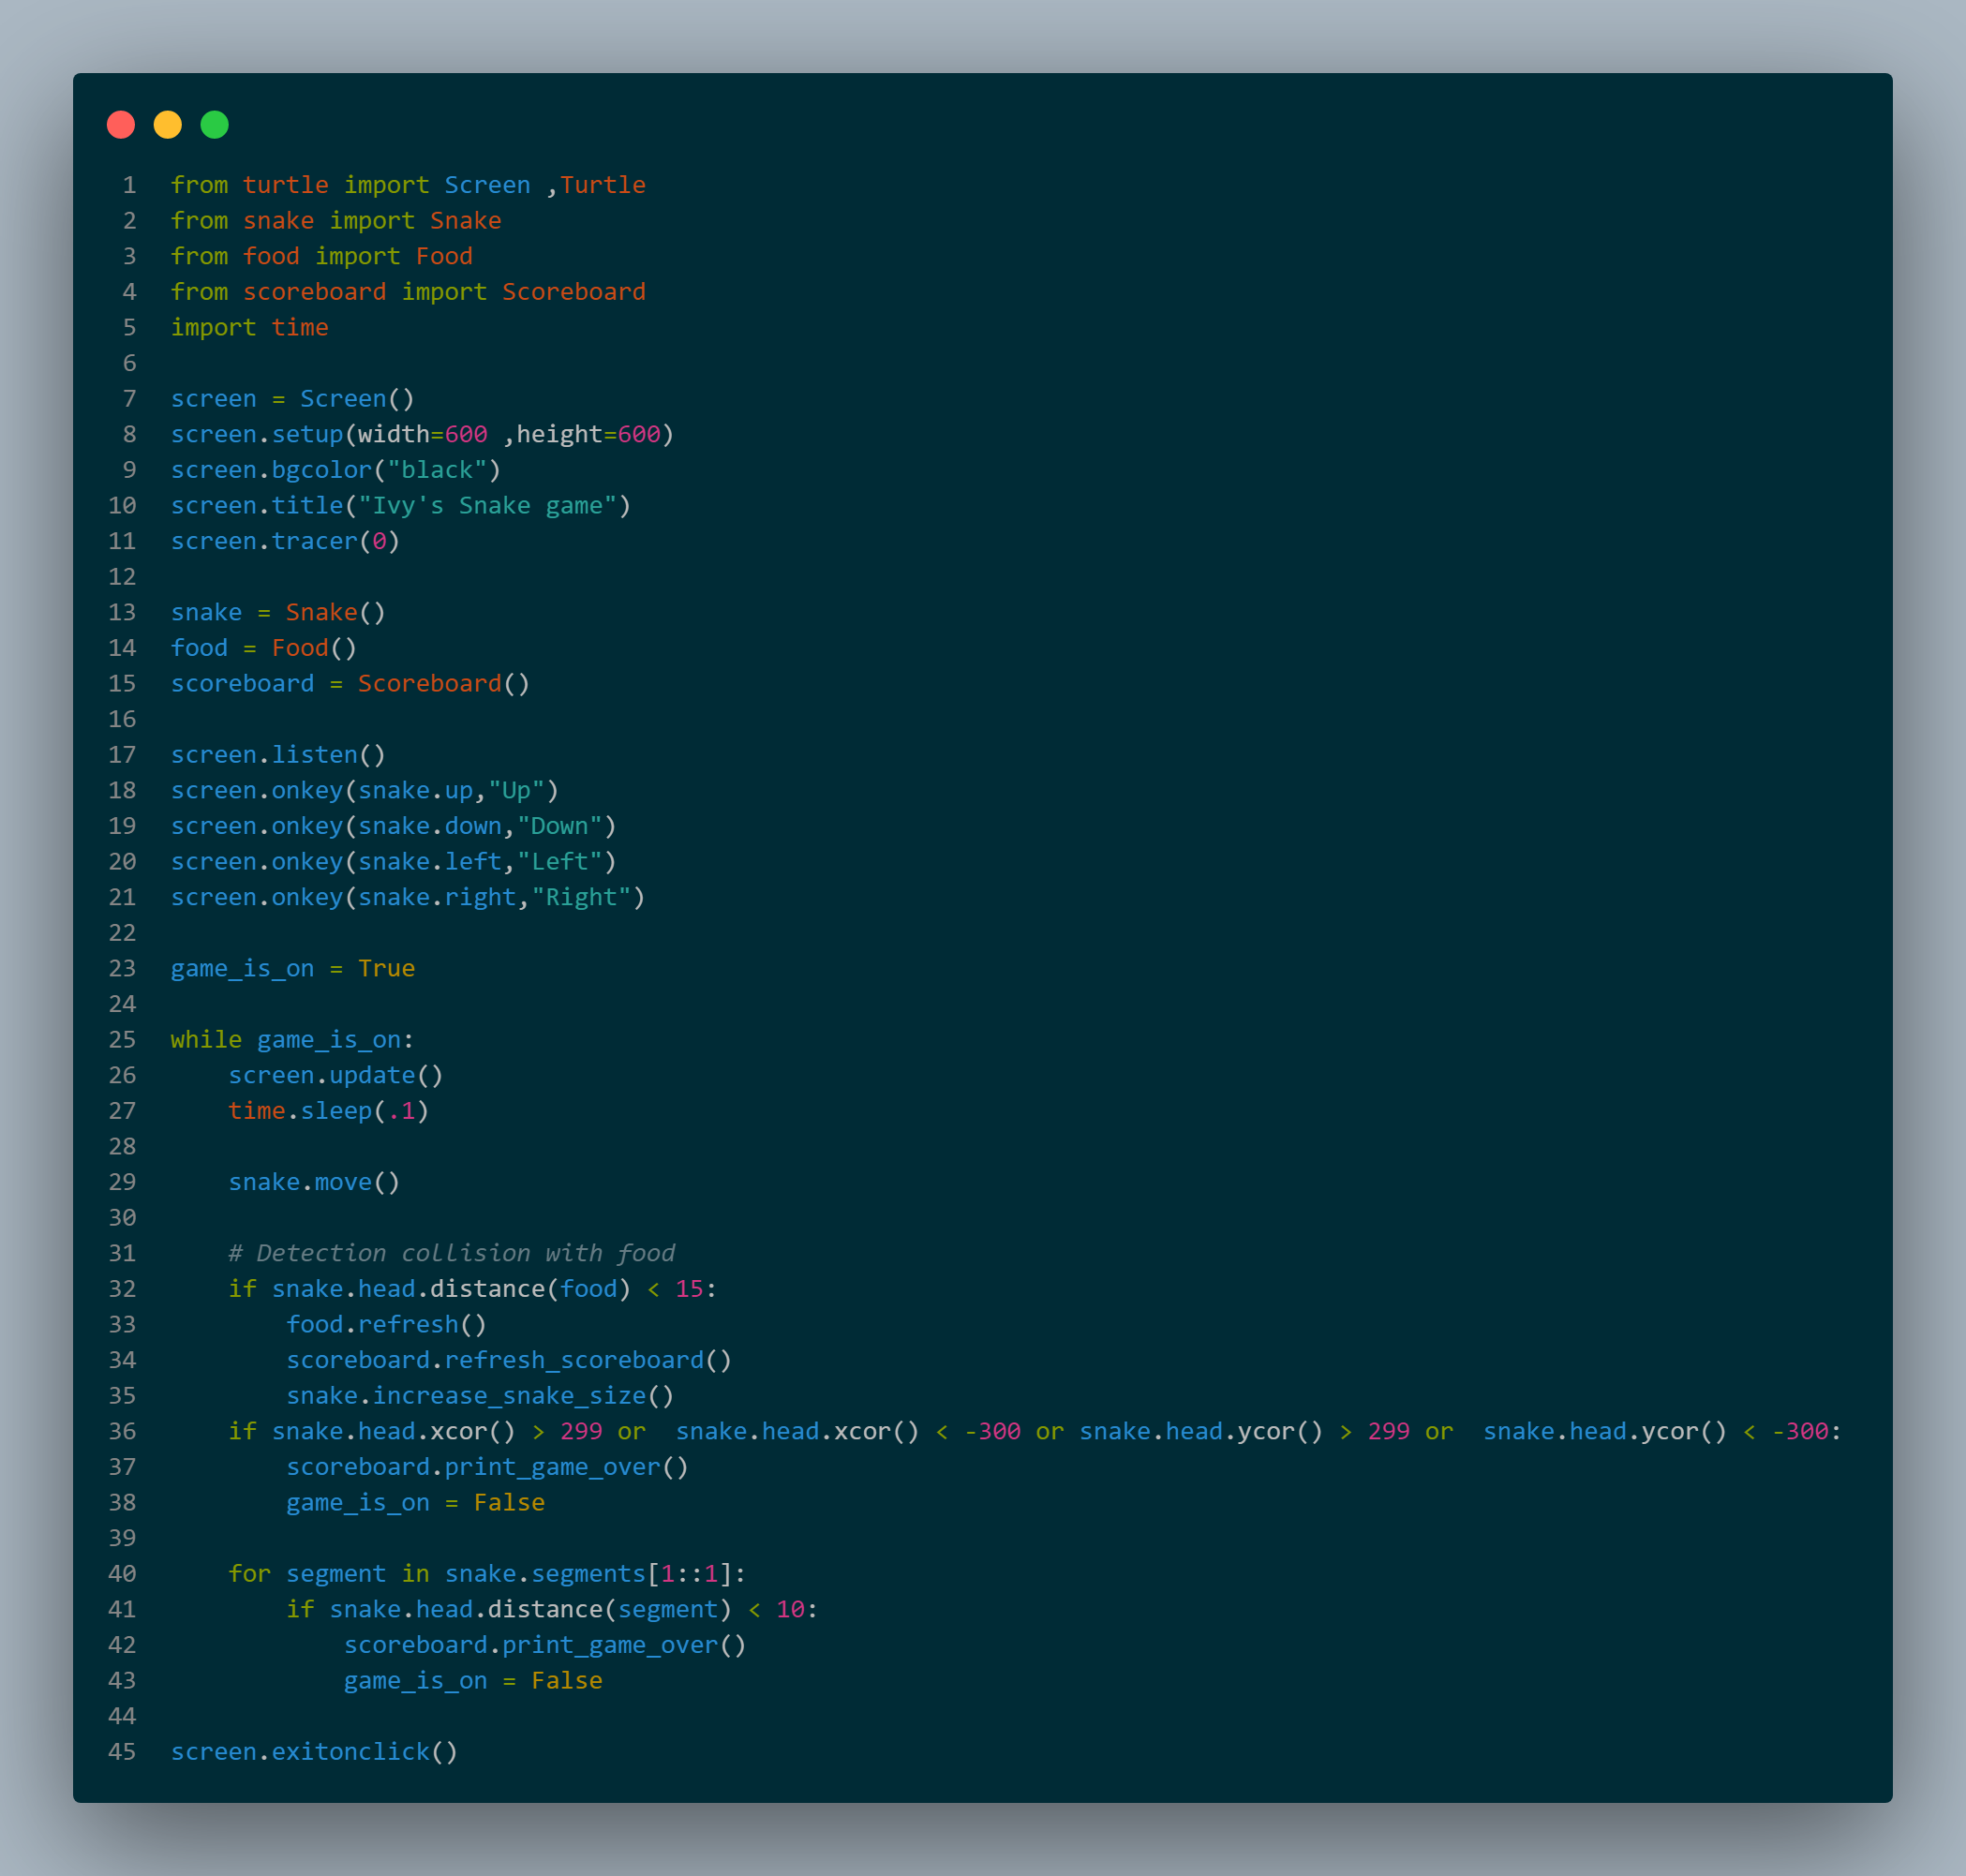 1 from turtle import Screen ,Turtle
2 from snake import Snake
3 from food import Food
4 from scoreboard import Scoreboard
5 import time
6
7 screen = Screen()
8 screen.setup(width=600 ,height=600)
9 screen.bgcolor("black")
10 screen.title("Ivy's Snake game")
11 screen.tracer(0)
12
13 snake = Snake()
14 food = Food()
15 scoreboard = Scoreboard()
16
17 screen.listen()
18 screen.onkey(snake.up,"Up")
19 screen.onkey(snake.down,"Down")
20 screen.onkey(snake.left,"Left")
21 screen.onkey(snake.right,"Right")
22
23 game_is_on = True
24
25 while game_is_on:
26     screen.update()
27     time.sleep(.1)
28
29     snake.move()
30
31     # Detection collision with food
32     if snake.head.distance(food) < 15:
33         food.refresh()
34         scoreboard.refresh_scoreboard()
35         snake.increase_snake_size()
36     if snake.head.xcor() > 299 or  snake.head.xcor() < -300 or snake.head.ycor() > 299 or  snake.head.ycor() < -300:
37         scoreboard.print_game_over()
38         game_is_on = False
39
40     for segment in snake.segments[1::1]:
41         if snake.head.distance(segment) < 10:
42             scoreboard.print_game_over()
43             game_is_on = False
44
45 screen.exitonclick()